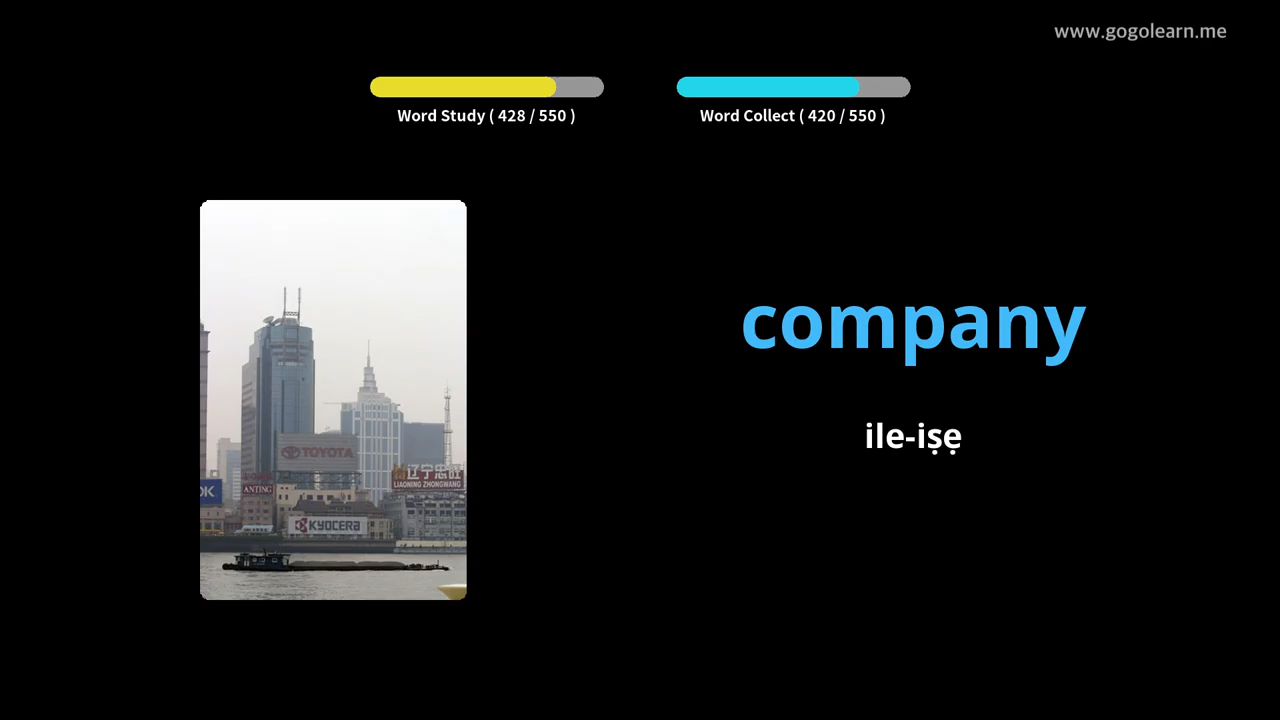 www.gogolearn.me
Word Study ( 428 / 550 )
Word Collect ( 420 / 550 )
company
ile-iṣẹ
TOYOTA
辽宁忠旺
LIAONING ZHONGWANG
OK
ANTING
KYOCERA